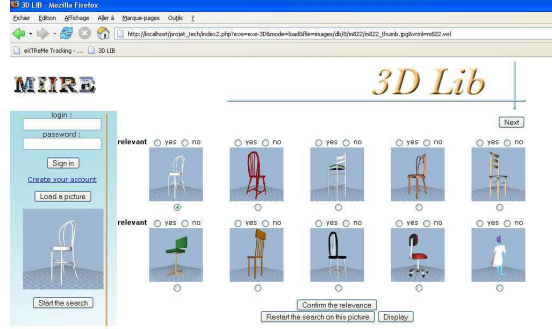 3D LIB - Mozilla Firefox
Fichier Edition Affichage Aller à Marque-pages Outils ?
http://localhost/projet_tech/index2.php?exe=exe-3D&mode=load&file=images/db/8/m822/m822_thumb.jpg&vrml=m822.wrl
eXTReMe Tracking - ... 3D LIB
MIIRE
3D Lib
Next
login :
password :
Sign in
Create your account
Load a picture
Start the search
relevant yes no yes no yes no yes no yes no
relevant yes no yes no yes no yes no yes no
Confirm the relevance
Restart the search on this picture Display